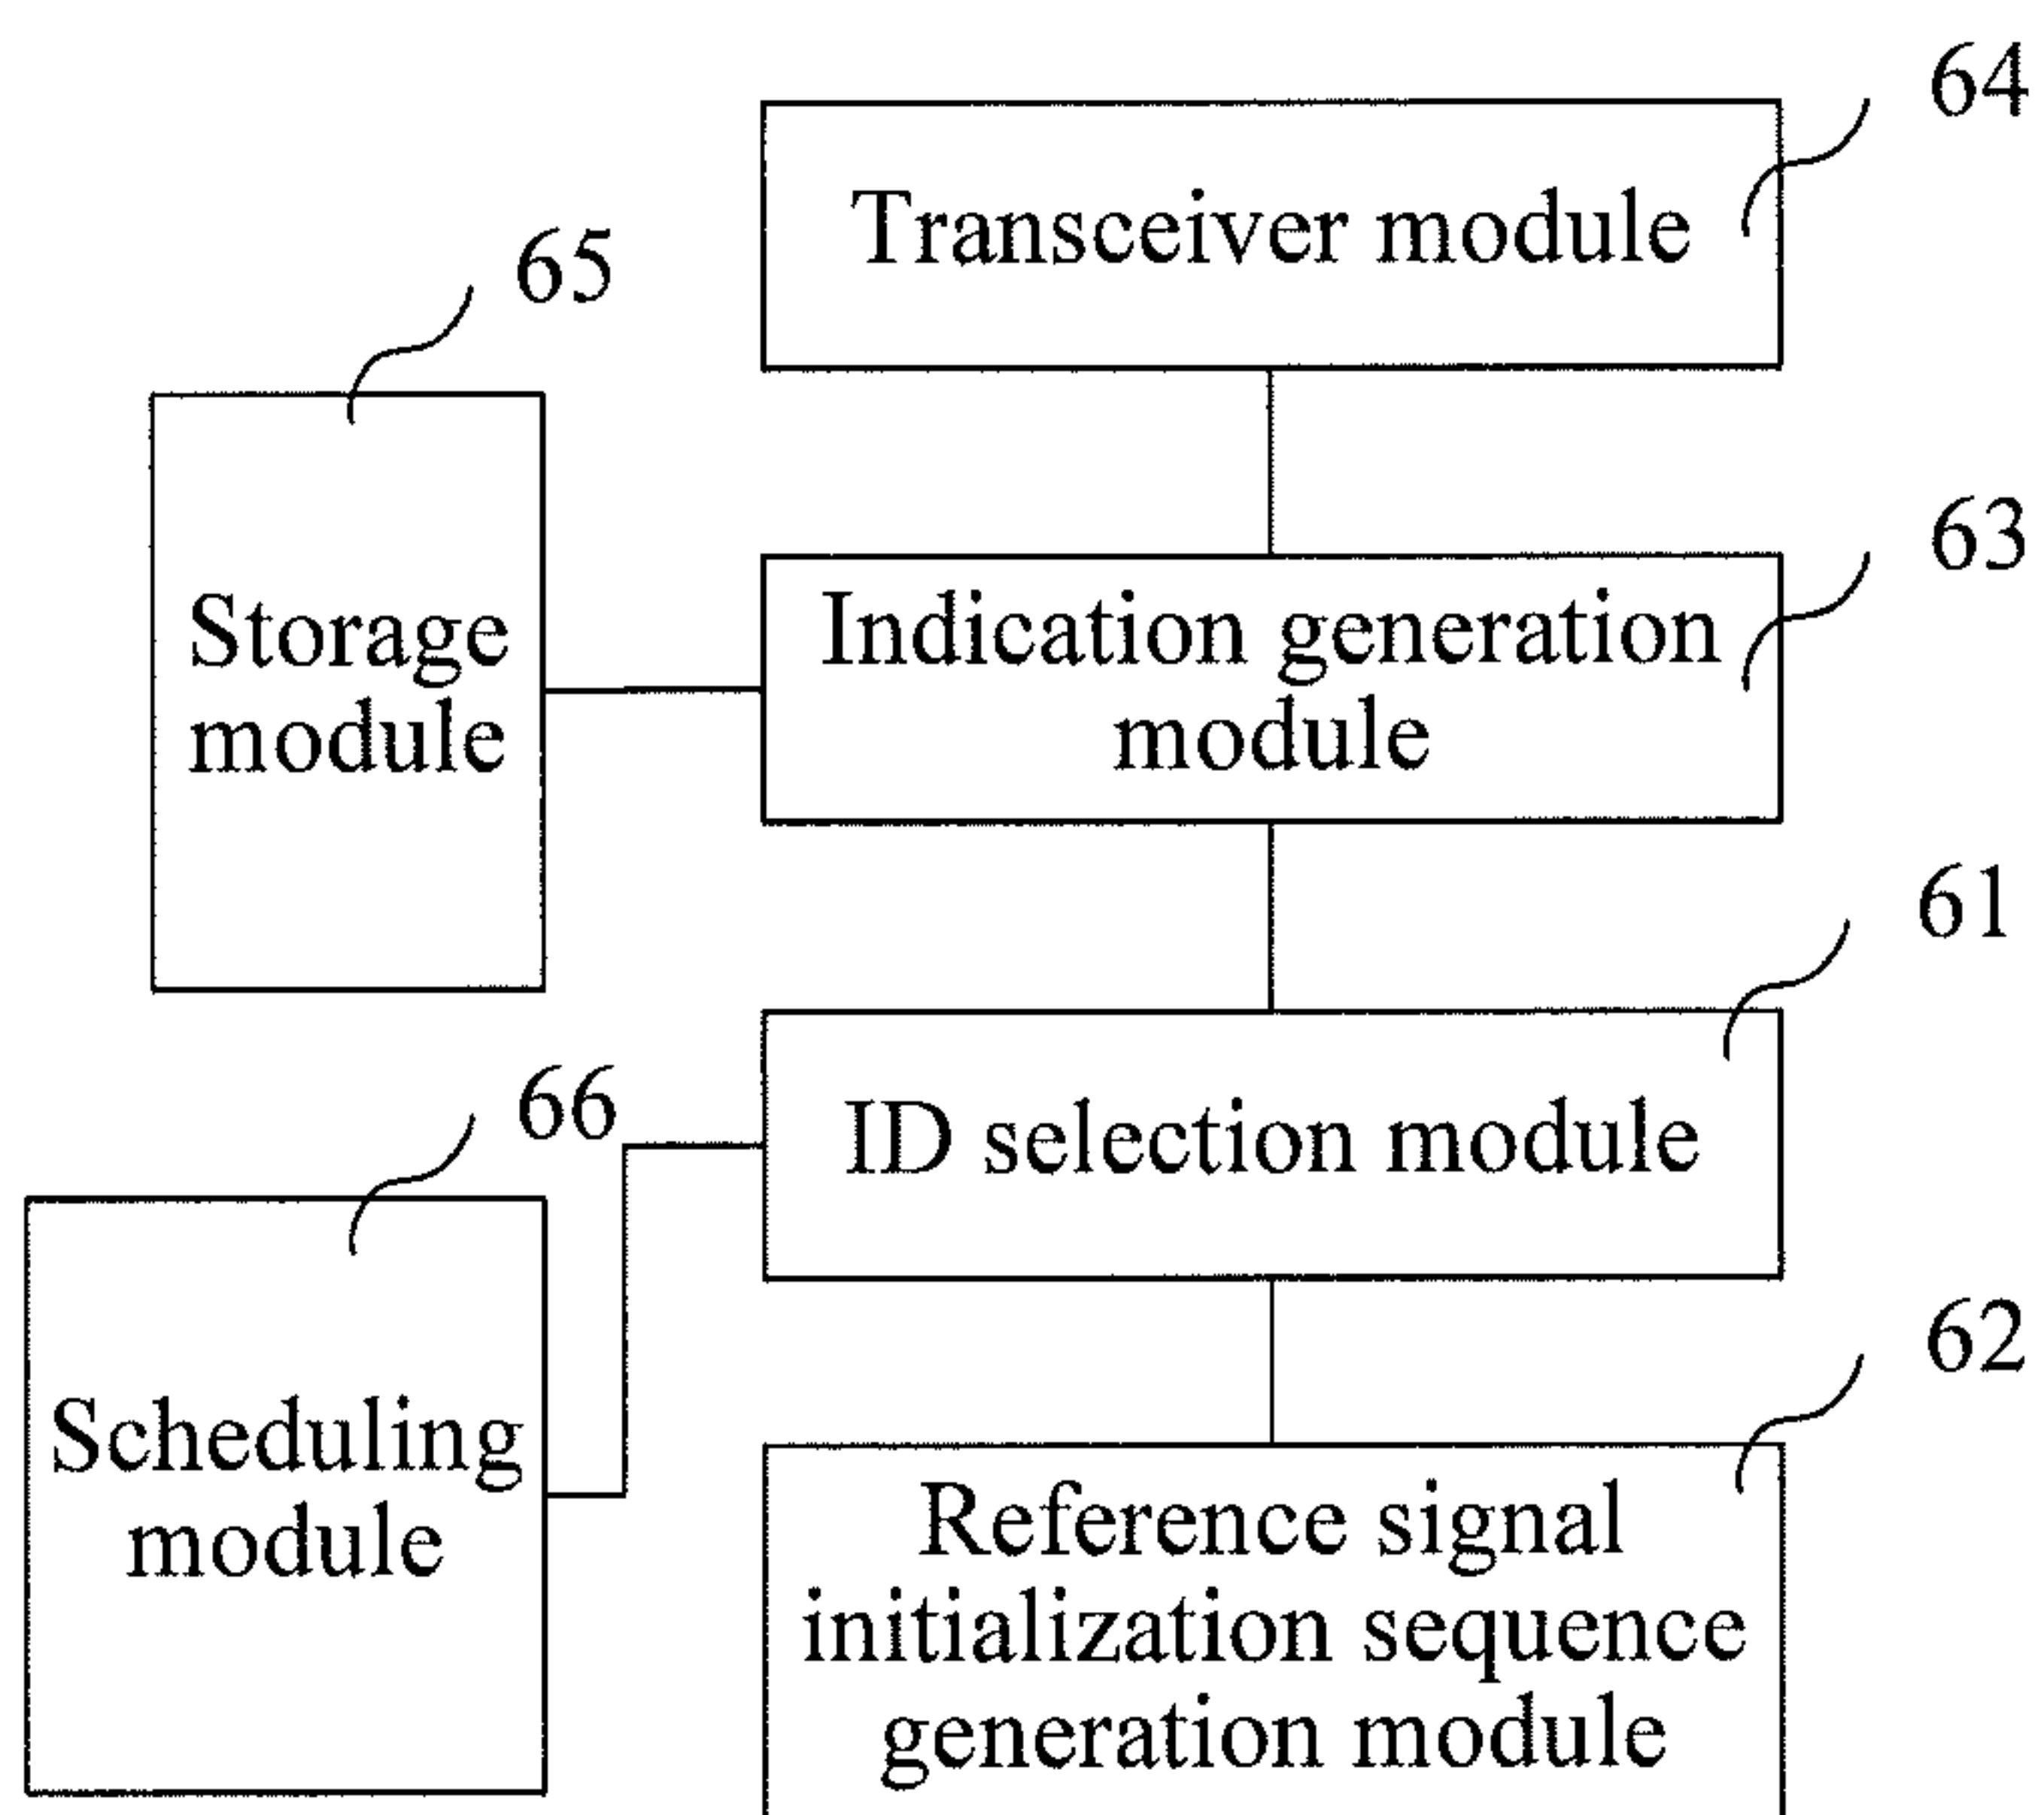 64
Transceiver module
65
Storage
module
63
Indication generation
module
61
ID selection module
66
Scheduling
module
62
Reference signal
initialization sequence
generation module